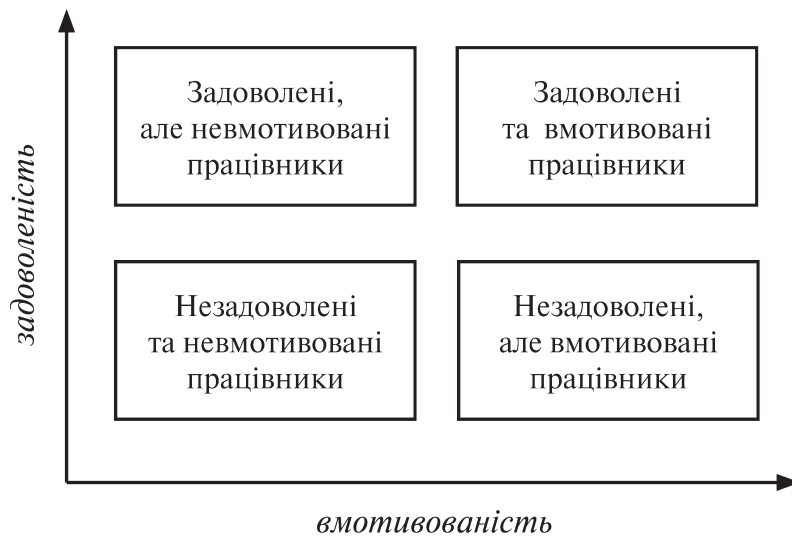 задоволеність
Задоволені,
але невмотивовані
працівники
Задоволені
та вмотивовані
працівники
Незадоволені
та невмотивовані
працівники
Незадоволені,
але вмотивовані
працівники
вмотивованість